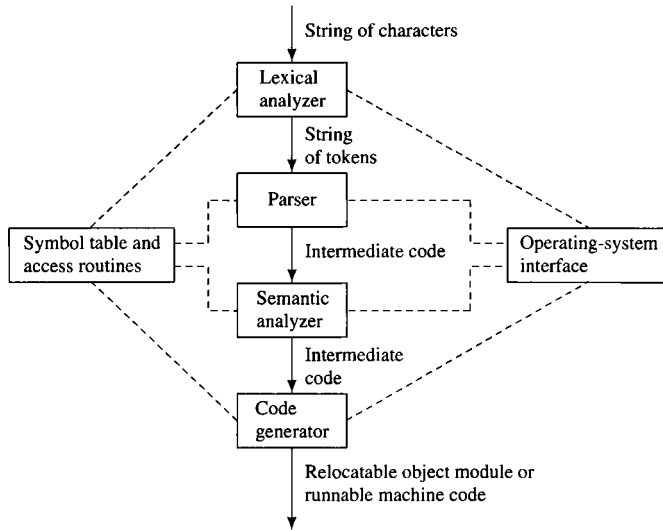 String of characters
Lexical
analyzer
String
of tokens
Parser
Symbol table and
access routines
Intermediate code
Operating-system
interface
Semantic
analyzer
Intermediate
code
Code
generator
Relocatable object module or
runnable machine code